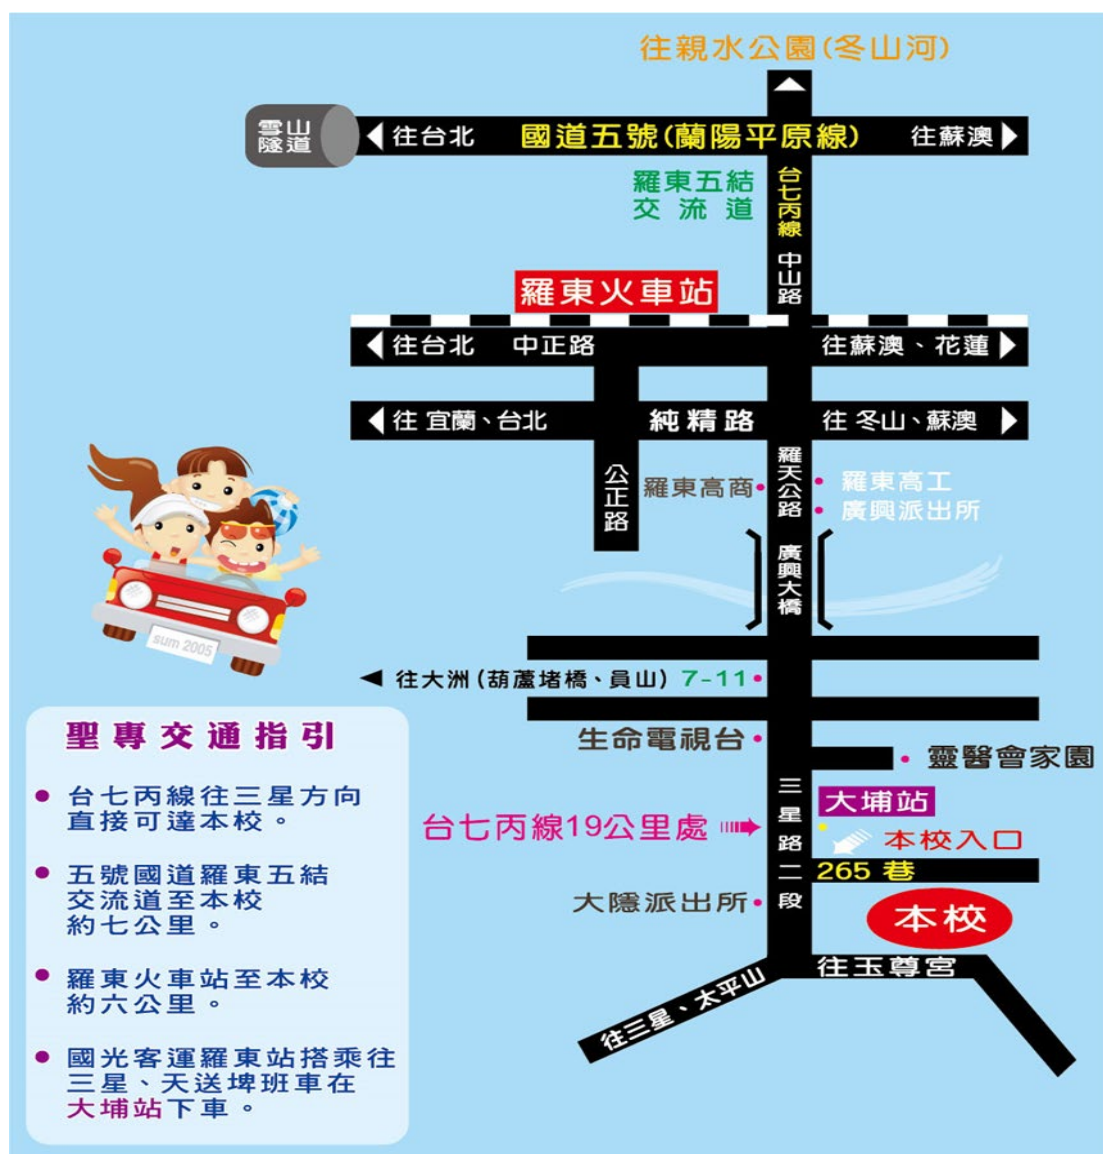 往親水公園(冬山河)
雪山
隧道
往台北
國道五號(蘭陽平原線)
往蘇澳
羅東五結
交流道
台七丙線
中山路
羅東火車站
往台北
中正路
往蘇澳、花蓮
往 宜蘭、台北
純精路
往 冬山、蘇澳
公正路
羅東高商
羅天公路
羅東高工
廣興派出所
廣興大橋
sum 2005
往大洲(葫蘆堵橋、員山)
7-11
生命電視台
靈醫會家園
三星路二段
大埔站
台七丙線19公里處
本校入口
265 巷
大隱派出所
本校
往玉尊宮
往三星、太平山
聖專交通指引
台七丙線往三星方向
直接可達本校。
五號國道羅東五結
交流道至本校
約七公里。
羅東火車站至本校
約六公里。
國光客運羅東站搭乘往
三星、天送埤班車在
大埔站下車。